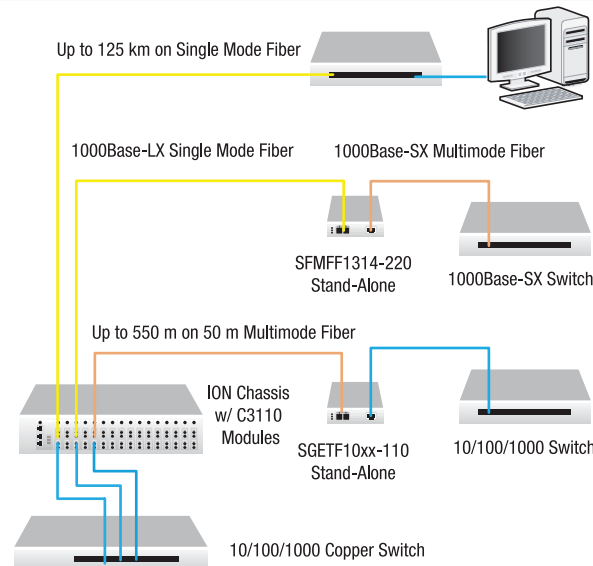 Up to 125 km on Single Mode Fiber
1000Base-LX Single Mode Fiber
1000Base-SX Multimode Fiber
SFMFF1314-220
Stand-Alone
1000Base-SX Switch
Up to 550 m on 50 m Multimode Fiber
ION Chassis
w/ C3110
Modules
SGETF10xx-110
Stand-Alone
10/100/1000 Switch
10/100/1000 Copper Switch